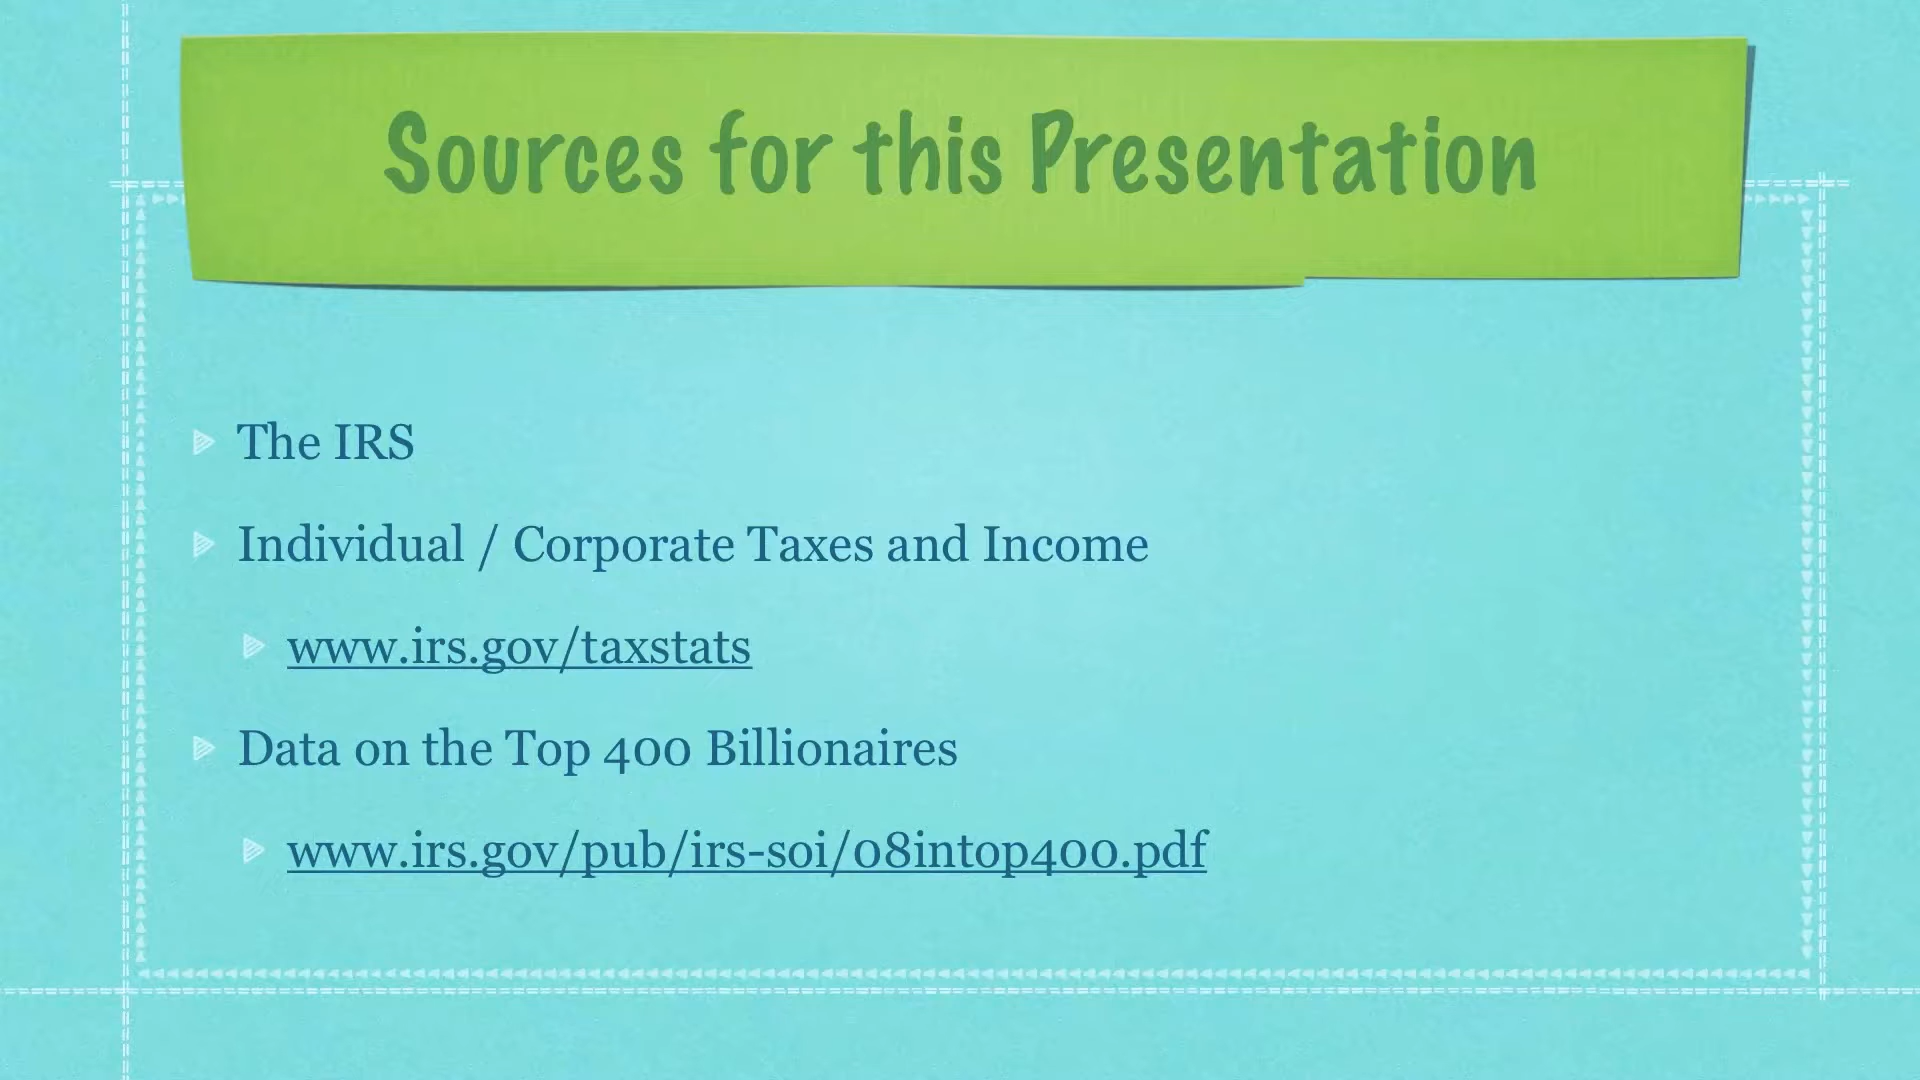 Sources for this Presentation
The IRS
Individual / Corporate Taxes and Income
www.irs.gov/taxstats
Data on the Top 400 Billionaires
www.irs.gov/pub/irs-soi/08intop400.pdf